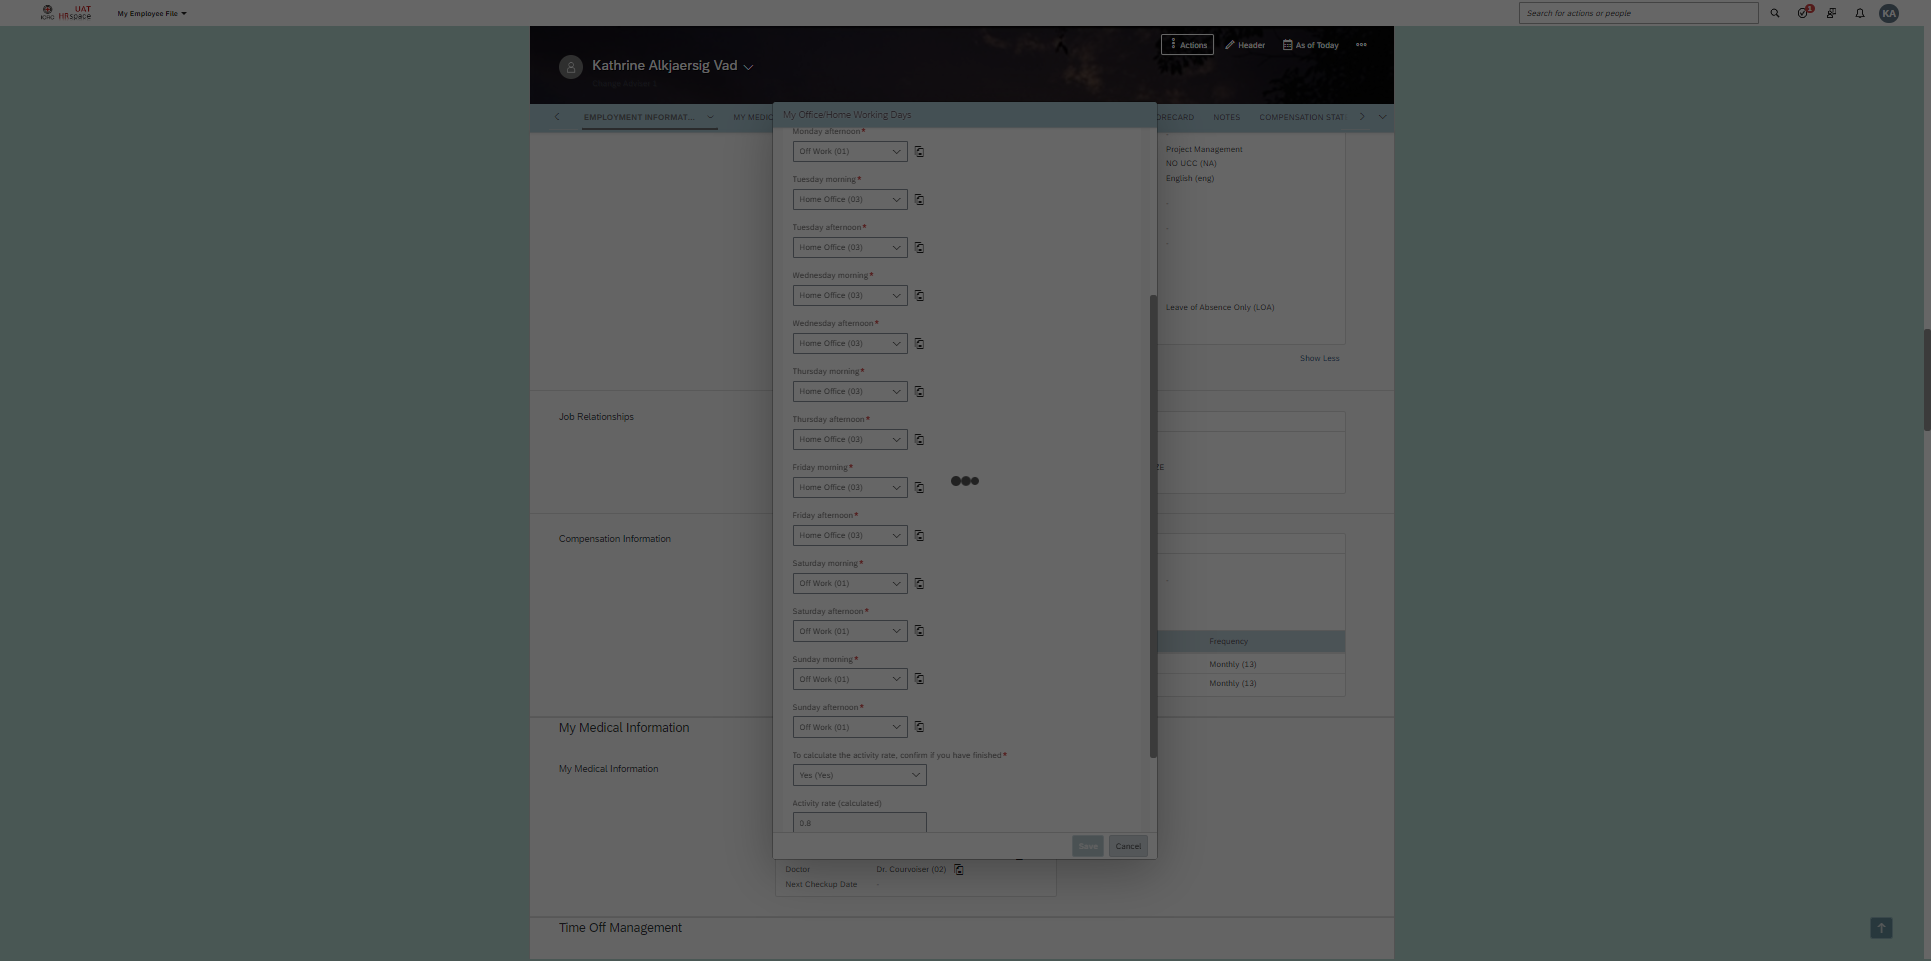 ICRC
UAT
HRspace
My Employee File
Search for actions or people
1
KA
Actions
Header
As of Today
Kathrine Alkjaersig Vad
EMPLOYMENT INFORMAT...
MY MEDIC
ORECARD
NOTES
COMPENSATION STAT
My Office/Home Working Days
Monday afternoon*
Off Work (01)
Tuesday morning*
Home Office (03)
Tuesday afternoon*
Home Office (03)
Wednesday morning*
Home Office (03)
Wednesday afternoon*
Home Office (03)
Thursday morning*
Home Office (03)
Thursday afternoon*
Home Office (03)
Friday morning*
Home Office (03)
Friday afternoon*
Home Office (03)
Saturday morning*
Off Work (01)
Saturday afternoon*
Off Work (01)
Sunday morning*
Off Work (01)
Sunday afternoon*
Off Work (01)
To calculate the activity rate, confirm if you have finished*
Yes (Yes)
Activity rate (calculated)
0.8
Save
Cancel
Project Management
NO UCC (NA)
English (eng)
-
-
-
Leave of Absence Only (LOA)
Show Less
Job Relationships
ZE
Compensation Information
-
Frequency
Monthly (13)
Monthly (13)
My Medical Information
My Medical Information
Doctor
Dr. Courvoiser (02)
Next Checkup Date
-
Time Off Management